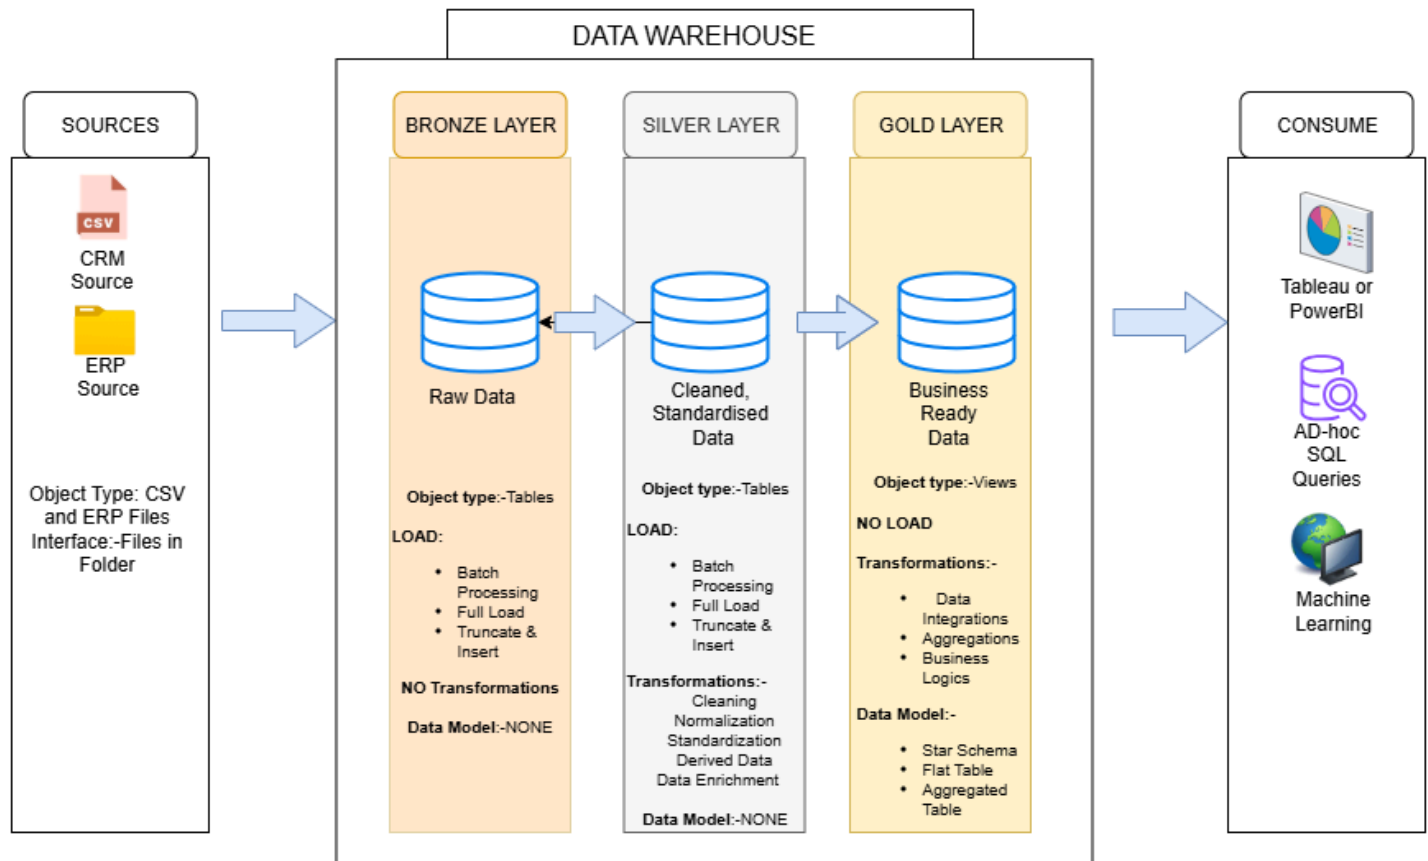 DATA WAREHOUSE
SOURCES
CSV
CRM
Source
ERP
Source
Object Type: CSV
and ERP Files
Interface:-Files in
Folder
BRONZE LAYER
Raw Data
Object type:-Tables
LOAD:
• Batch
Processing
• Full Load
• Truncate &
Insert
NO Transformations
Data Model:-NONE
SILVER LAYER
Cleaned,
Standardised
Data
Object type:-Tables
LOAD:
• Batch
Processing
• Full Load
• Truncate &
Insert
Transformations:-
Cleaning
Normalization
Standardization
Derived Data
Data Enrichment
Data Model:-NONE
GOLD LAYER
Business
Ready
Data
Object type:-Views
NO LOAD
Transformations:-
• Data
Integrations
• Aggregations
• Business
Logics
Data Model:-
• Star Schema
• Flat Table
• Aggregated
Table
CONSUME
Tableau or
PowerBI
AD-hoc
SQL
Queries
Machine
Learning